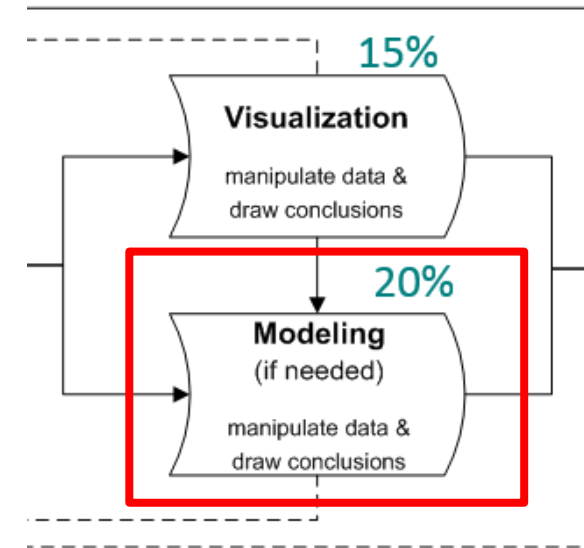 15%
Visualization
manipulate data &
draw conclusions
20%
Modeling
(if needed)
manipulate data &
draw conclusions